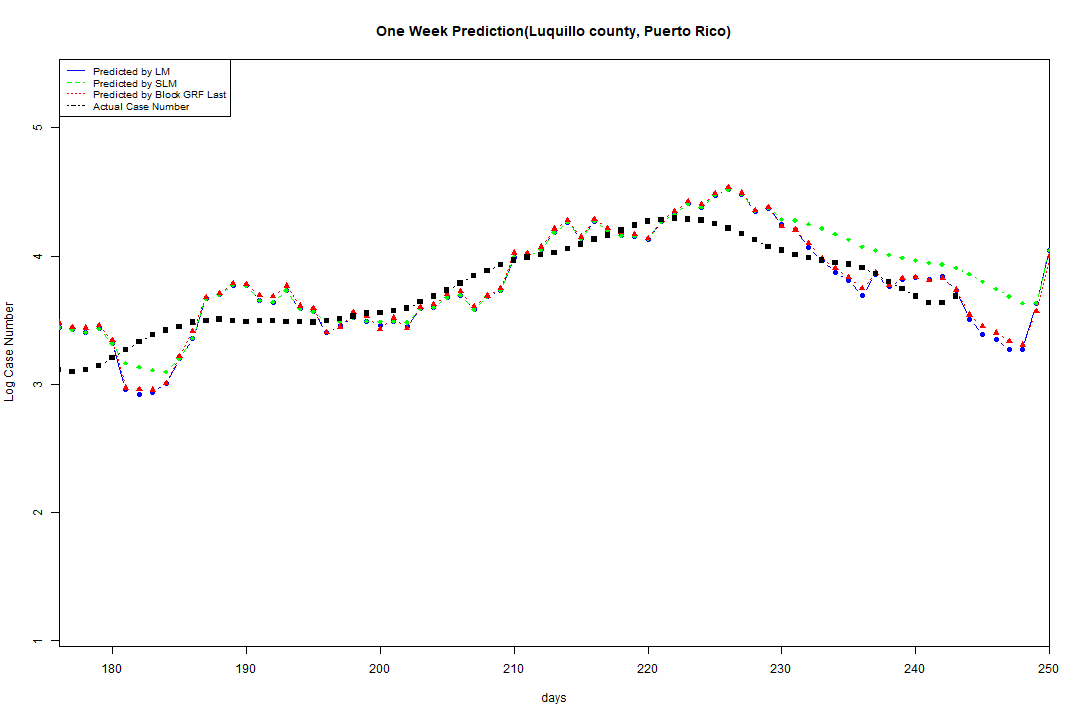 One Week Prediction(Luquillo county, Puerto Rico)
Predicted by LM
Predicted by SLM
Predicted by Block GRF Last
Actual Case Number
5
4
3
2
1
Log Case Number
180 190 200 210 220 230 240 250
days